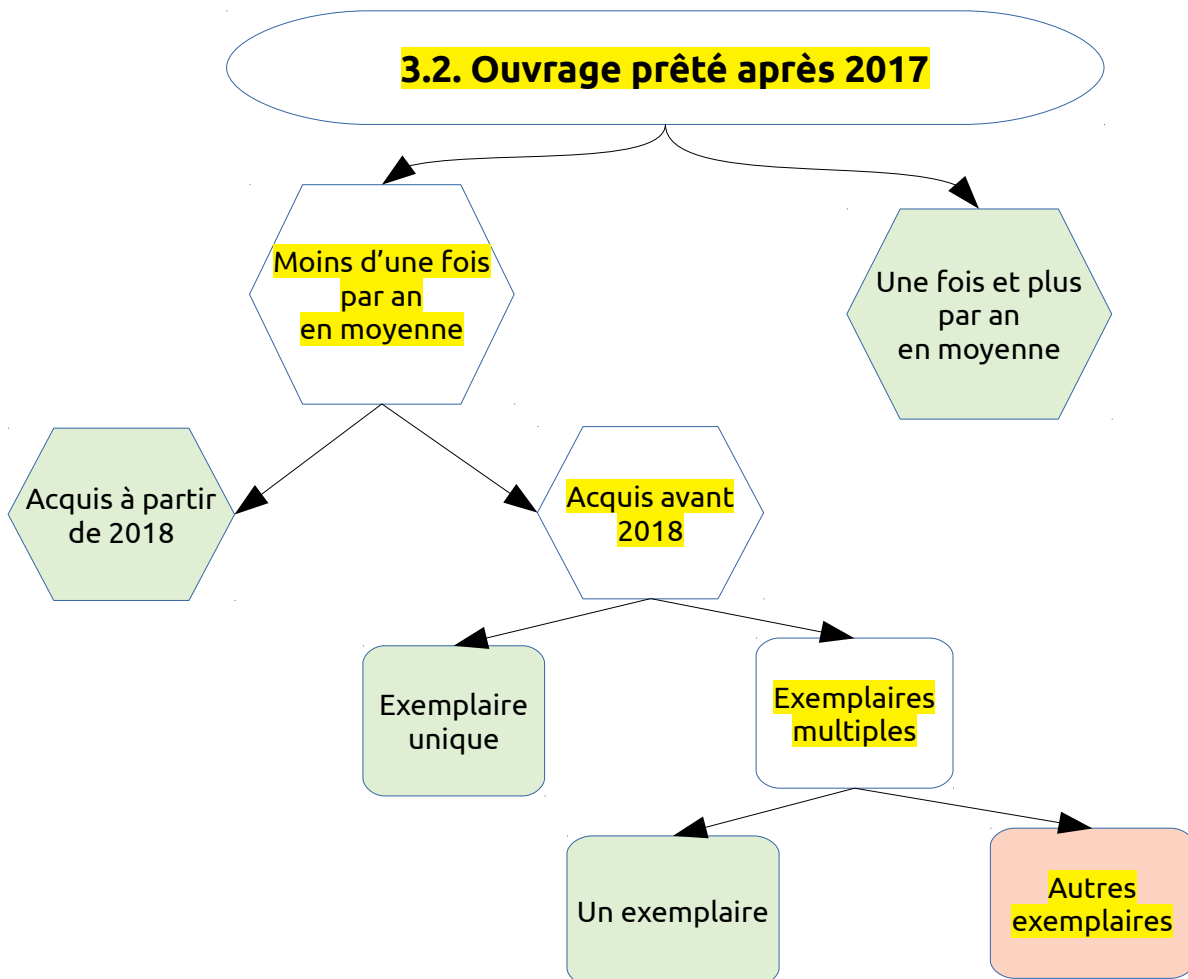 3.2. Ouvrage prêté après 2017
Moins d’une fois
par an
en moyenne
Une fois et plus
par an
en moyenne
Acquis à partir
de 2018
Acquis avant
2018
Exemplaire
unique
Exemplaires
multiples
Un exemplaire
Autres
exemplaires